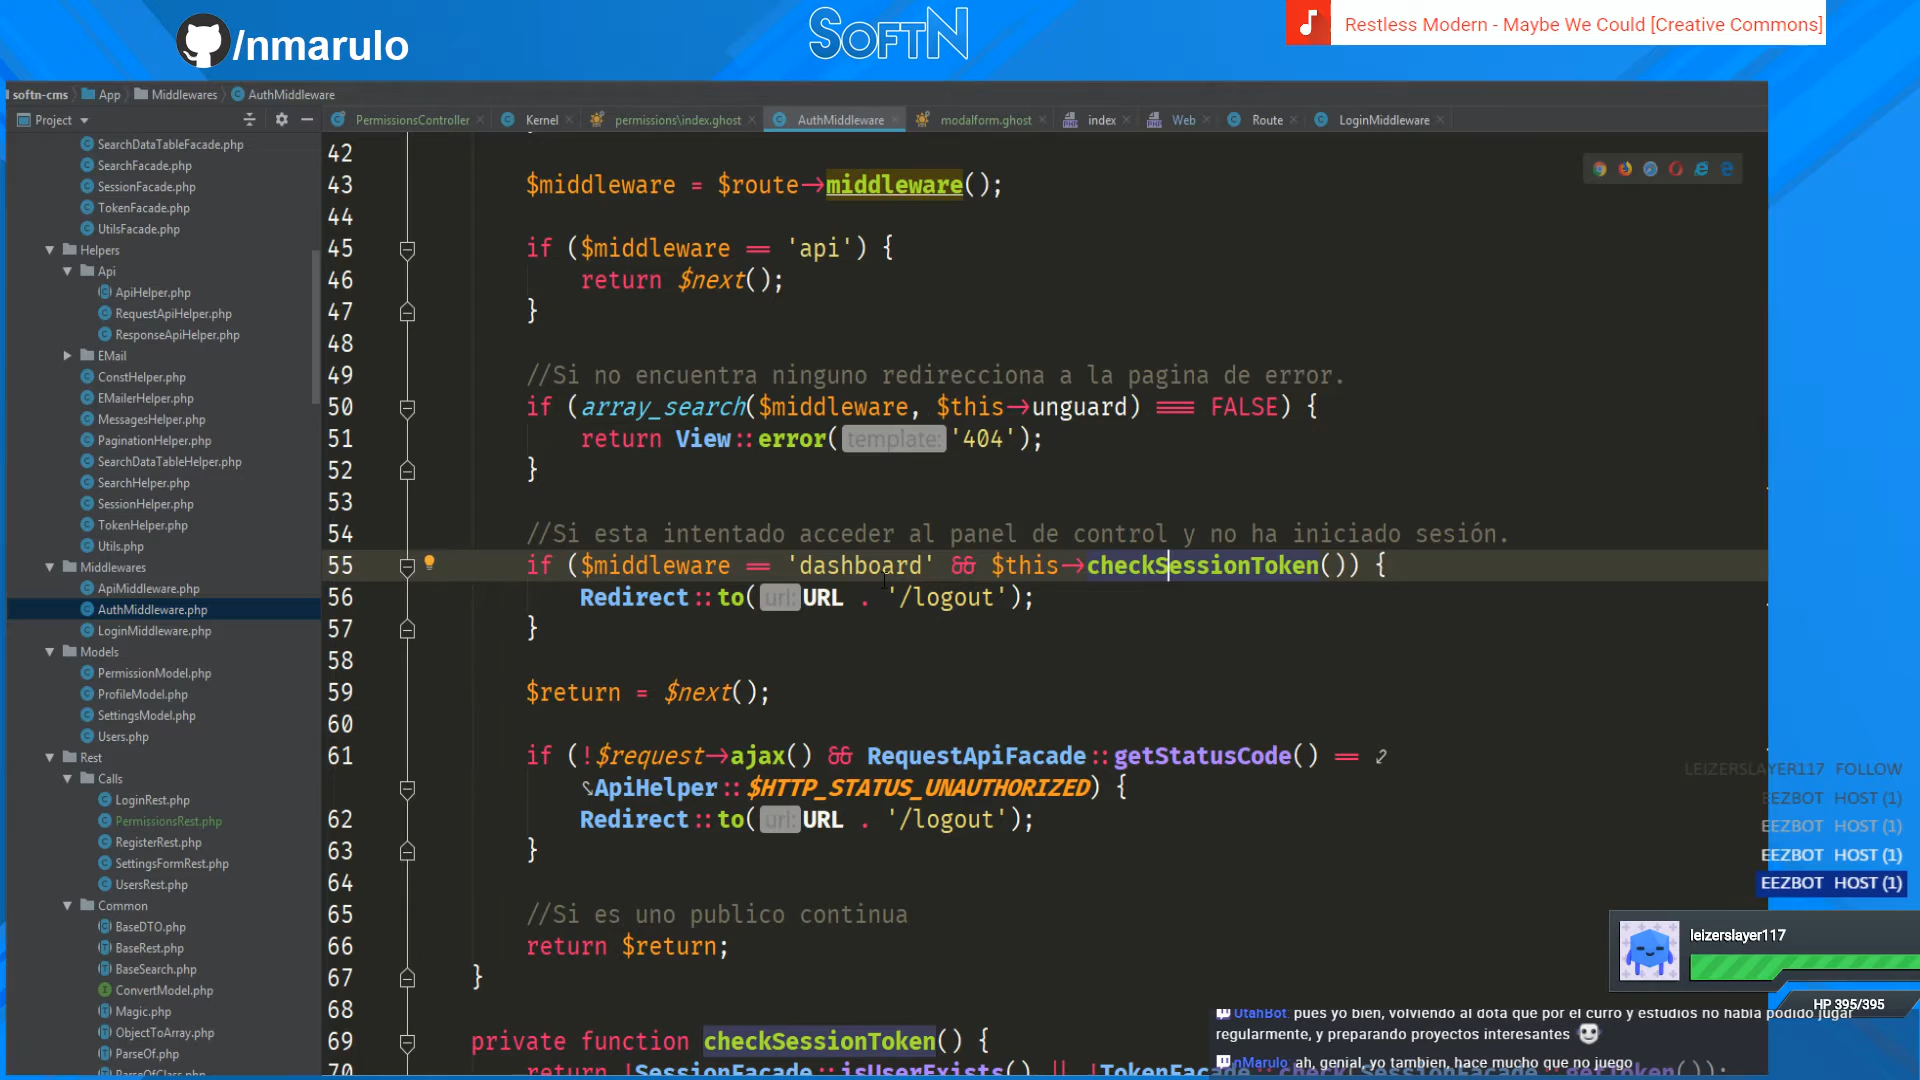 /nmarulo
SOFTN
Restless Modern - Maybe We Could [Creative Commons]
softn-cms
App
Middlewares
AuthMiddleware
Project
PermissionsController
Kernel
permissions\index.ghost
AuthMiddleware
modalform.ghost
index
Web
Route
LoginMiddleware
SearchDataTableFacade.php
SearchFacade.php
SessionFacade.php
TokenFacade.php
UtilsFacade.php
Helpers
Api
ApiHelper.php
RequestApiHelper.php
ResponseApiHelper.php
EMail
ConstHelper.php
EMailerHelper.php
MessagesHelper.php
PaginationHelper.php
SearchDataTableHelper.php
SearchHelper.php
SessionHelper.php
TokenHelper.php
Utils.php
Middlewares
ApiMiddleware.php
AuthMiddleware.php
LoginMiddleware.php
Models
PermissionModel.php
ProfileModel.php
SettingsModel.php
Users.php
Rest
Calls
LoginRest.php
PermissionsRest.php
RegisterRest.php
SettingsFormRest.php
UsersRest.php
Common
BaseDTO.php
BaseRest.php
BaseSearch.php
ConvertModel.php
Magic.php
ObjectToArray.php
ParseOf.php
ParseOfClass.php
42
43 $middleware = $route->middleware();
44
45 if ($middleware == 'api') {
46 return $next();
47 }
48
49 //Si no encuentra ninguno redirecciona a la pagina de error.
50 if (array_search($middleware, $this->unguard) === FALSE) {
51 return View::error( template: '404');
52 }
53
54 //Si esta intentado acceder al panel de control y no ha iniciado sesión.
55 if ($middleware == 'dashboard' && $this->checkSessionToken()) {
56 Redirect::to( url: URL . '/logout');
57 }
58
59 $return = $next();
60
61 if (!$request->ajax() && RequestApiFacade::getStatusCode() ==
ApiHelper::$HTTP_STATUS_UNAUTHORIZED) {
62 Redirect::to( url: URL . '/logout');
63 }
64
65 //Si es uno publico continua
66 return $return;
67 }
68
69 private function checkSessionToken() {
70 return !SessionFacade::isUserExists() || !TokenFacade::check(SessionFacade::getToken());
LEIZERSLAYER117 FOLLOW
EEZBOT HOST (1)
EEZBOT HOST (1)
EEZBOT HOST (1)
EEZBOT HOST (1)
leizerslayer117
HP 395/395
UtahBot: pues yo bien, volviendo al dota que por el curro y estudios no habia podido jugar
regularmente, y preparando proyectos interesantes
nMarulo ah, genial, yo tambien, hace mucho que no juego